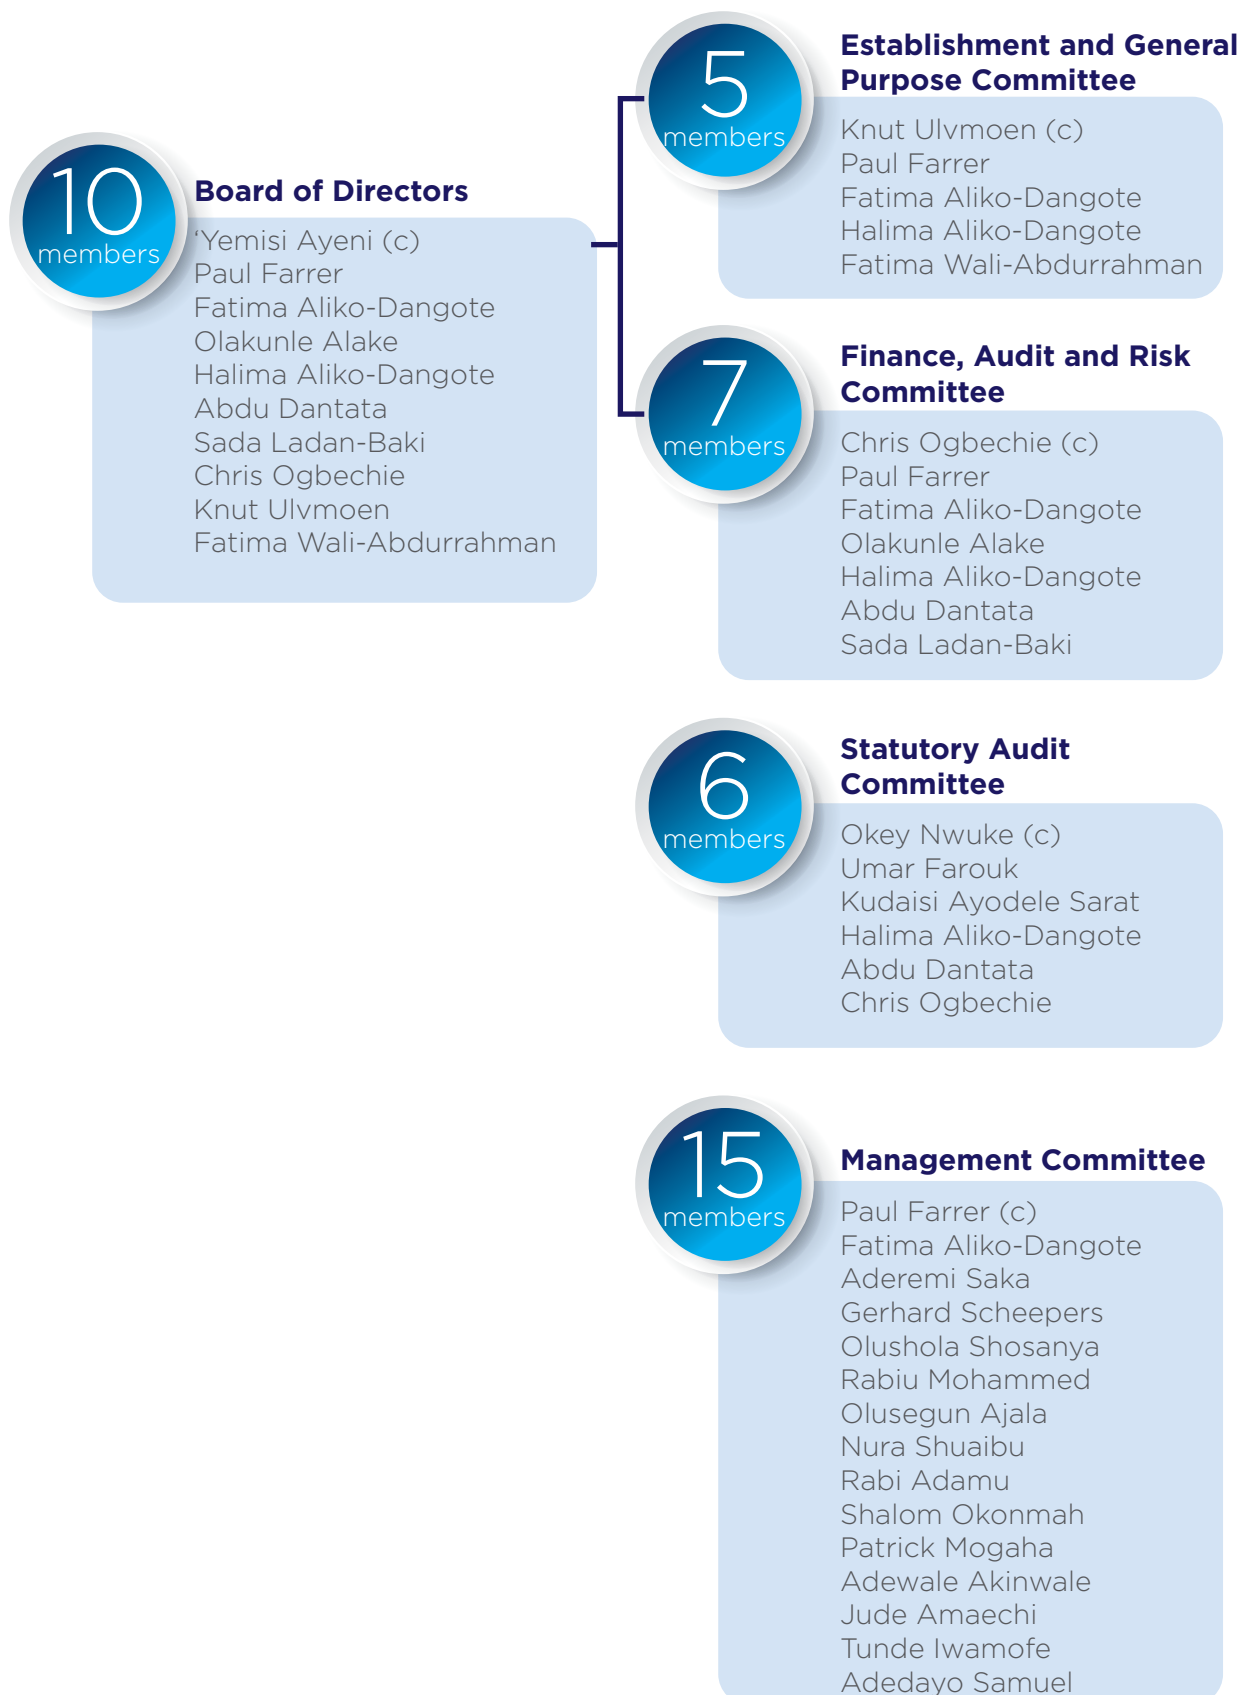 10
members
Board of Directors
‘Yemisi Ayeni (c)
Paul Farrer
Fatima Aliko-Dangote
Olakunle Alake
Halima Aliko-Dangote
Abdu Dantata
Sada Ladan-Baki
Chris Ogbechie
Knut Ulvmoen
Fatima Wali-Abdurrahman
5
members
Establishment and General
Purpose Committee
Knut Ulvmoen (c)
Paul Farrer
Fatima Aliko-Dangote
Halima Aliko-Dangote
Fatima Wali-Abdurrahman
7
members
Finance, Audit and Risk
Committee
Chris Ogbechie (c)
Paul Farrer
Fatima Aliko-Dangote
Olakunle Alake
Halima Aliko-Dangote
Abdu Dantata
Sada Ladan-Baki
6
members
Statutory Audit
Committee
Okey Nwuke (c)
Umar Farouk
Kudaisi Ayodele Sarat
Halima Aliko-Dangote
Abdu Dantata
Chris Ogbechie
15
members
Management Committee
Paul Farrer (c)
Fatima Aliko-Dangote
Aderemi Saka
Gerhard Scheepers
Olushola Shosanya
Rabiu Mohammed
Olusegun Ajala
Nura Shuaibu
Rabi Adamu
Shalom Okonmah
Patrick Mogaha
Adewale Akinwale
Jude Amaechi
Tunde Iwamofe
Adedayo Samuel